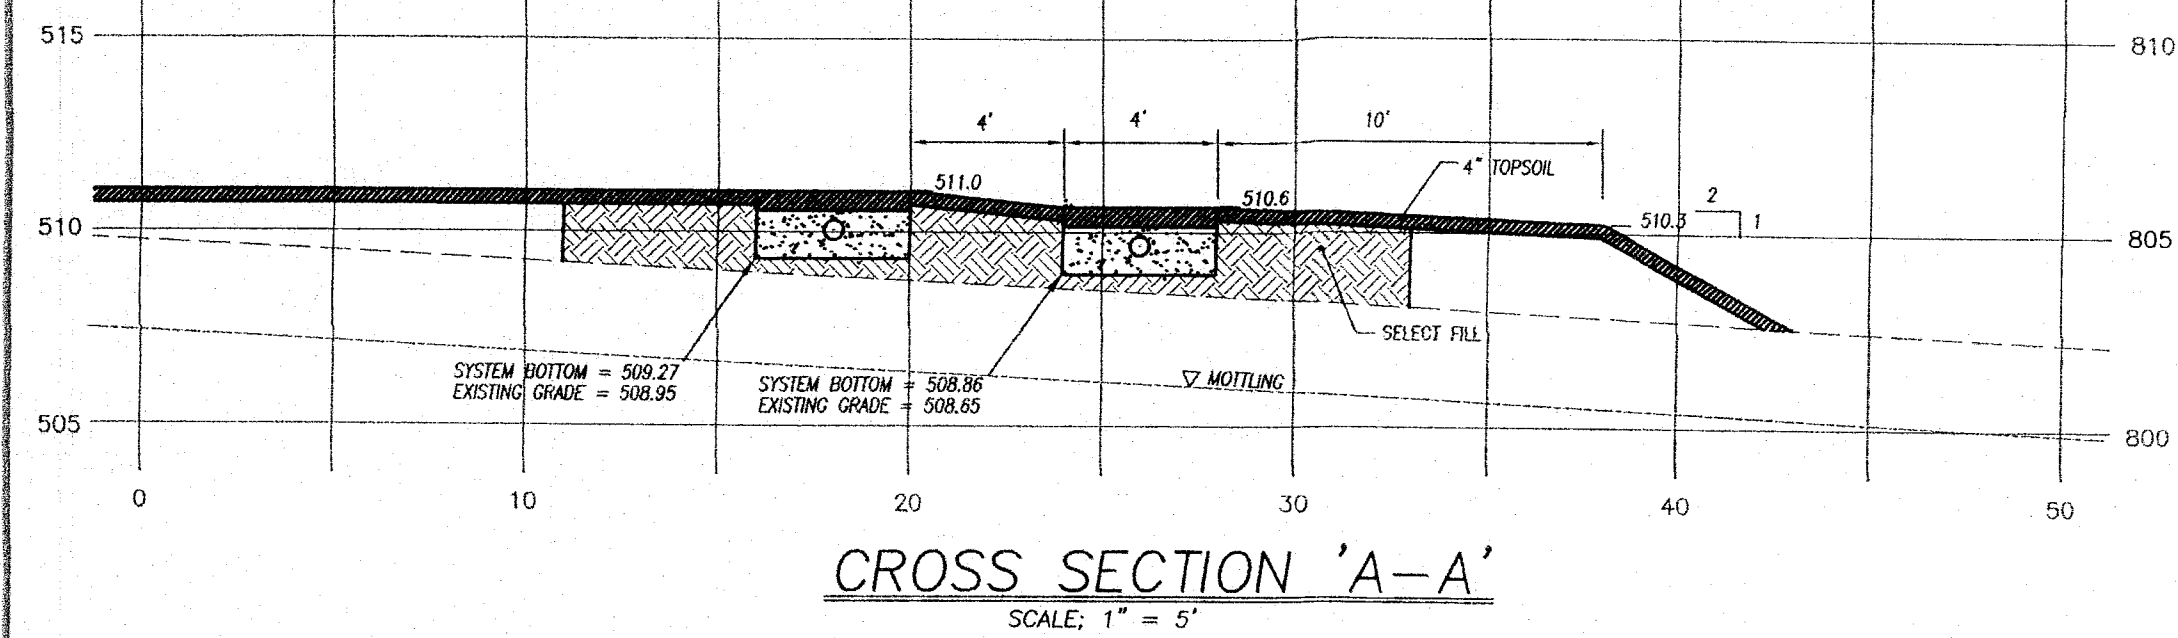 515
810
4'
4'
10'
4" TOPSOIL
511.0
510.6
2
510.3
1
510
805
SELECT FILL
SYSTEM BOTTOM = 509.27
EXISTING GRADE = 508.95
SYSTEM BOTTOM = 508.86
EXISTING GRADE = 508.65
MOTTLING
505
800
0
10
20
30
40
50
CROSS SECTION 'A-A'
SCALE; 1" = 5'